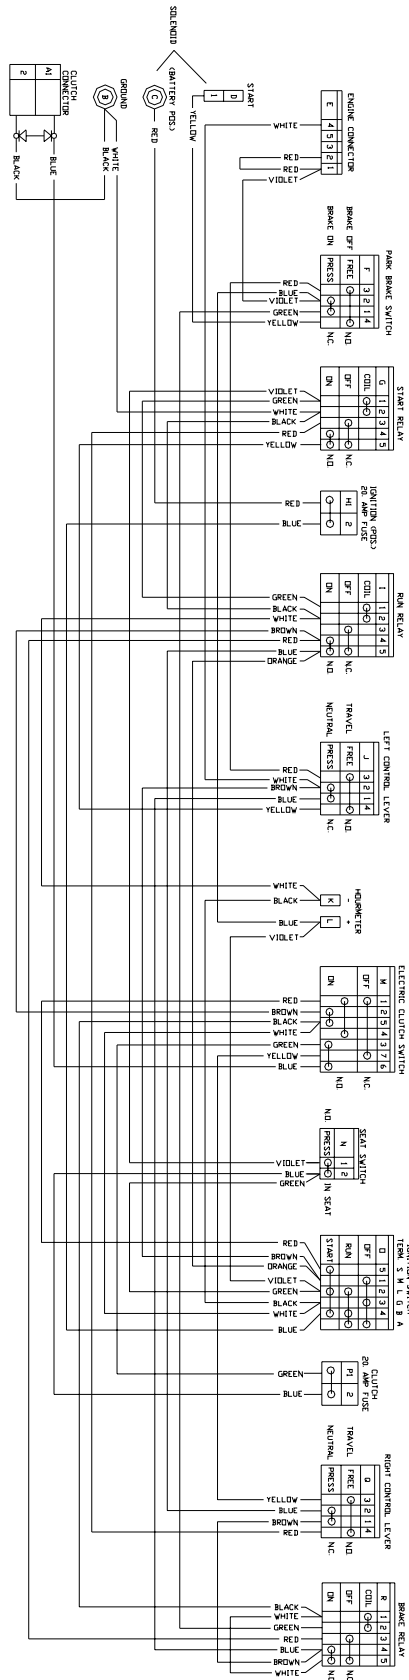 SOLENOID
(BATTERY POS.)
START
1 D
C
RED
YELLOW
GROUND
B
WHITE
BLACK
CLUTCH
CONNECTOR
A1
2
BLUE
BLACK
ENGINE CONNECTOR
E 4 5 3 2 1
WHITE
RED
RED
VIOLET
PARK BRAKE SWITCH
F 3 2 1 4
BRAKE OFF FREE N.O.
BRAKE ON PRESS N.C.
RED
BLUE
VIOLET
GREEN
YELLOW
START RELAY
G 1 2 3 4 5
COIL
OFF N.C.
ON N.O.
VIOLET
GREEN
WHITE
BLACK
RED
YELLOW
IGNITION (POS.)
20. AMP FUSE
H1 2
RED
BLUE
RUN RELAY
I 1 2 3 4 5
COIL
OFF N.C.
ON N.O.
GREEN
BLACK
WHITE
BROWN
RED
BLUE
ORANGE
LEFT CONTROL LEVER
J 3 2 1 4
TRAVEL FREE N.O.
NEUTRAL PRESS N.C.
RED
WHITE
BROWN
BLUE
YELLOW
HOURMETER
- +
K L
WHITE
BLACK
BLUE
VIOLET
ELECTRIC CLUTCH SWITCH
M 1 2 5 4 3 7 6
OFF N.C.
ON N.O.
RED
BROWN
BLACK
WHITE
GREEN
YELLOW
BLUE
SEAT SWITCH
N 1 2
N.O. PRESS IN SEAT
VIOLET
BLUE
GREEN
TERM. S M L G B A
O 5 1 2 3 4
OFF
RUN
START
RED
BROWN
ORANGE
VIOLET
GREEN
BLACK
WHITE
BLUE
CLUTCH
20. AMP FUSE
P1 2
GREEN
BLUE
RIGHT CONTROL LEVER
Q 3 2 1 4
TRAVEL FREE N.O.
NEUTRAL PRESS N.C.
YELLOW
BLUE
BROWN
RED
BRAKE RELAY
R 1 2 3 4 5
COIL
OFF N.C.
ON N.O.
BLACK
WHITE
GREEN
RED
BLUE
BROWN
WHITE